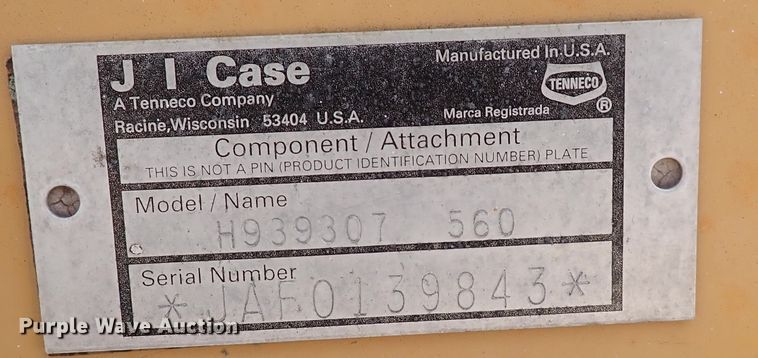 J I Case
A Tenneco Company
Racine,Wisconsin 53404 U.S.A.
Manufactured In U.S.A.
TENNECO
®
Marca Registrada
Component / Attachment
THIS IS NOT A PIN (PRODUCT IDENTIFICATION NUMBER) PLATE
Model / Name
H939307 560
Serial Number
*JAF0139843*
Purple Wave Auction